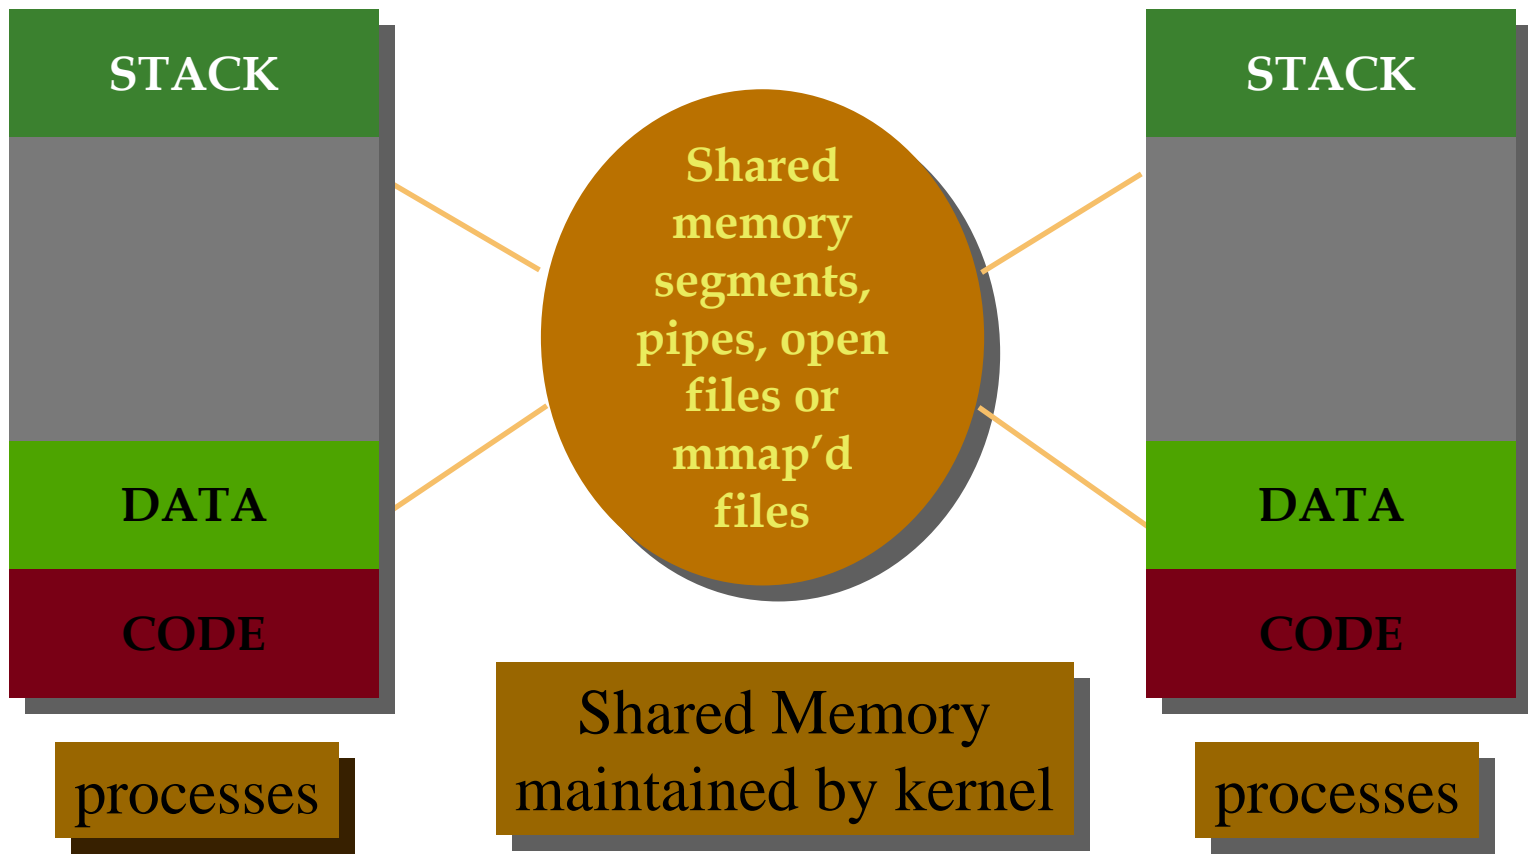 STACK
DATA
CODE
processes
Shared
memory
segments,
pipes, open
files or
mmap’d
files
Shared Memory
maintained by kernel
STACK
DATA
CODE
processes